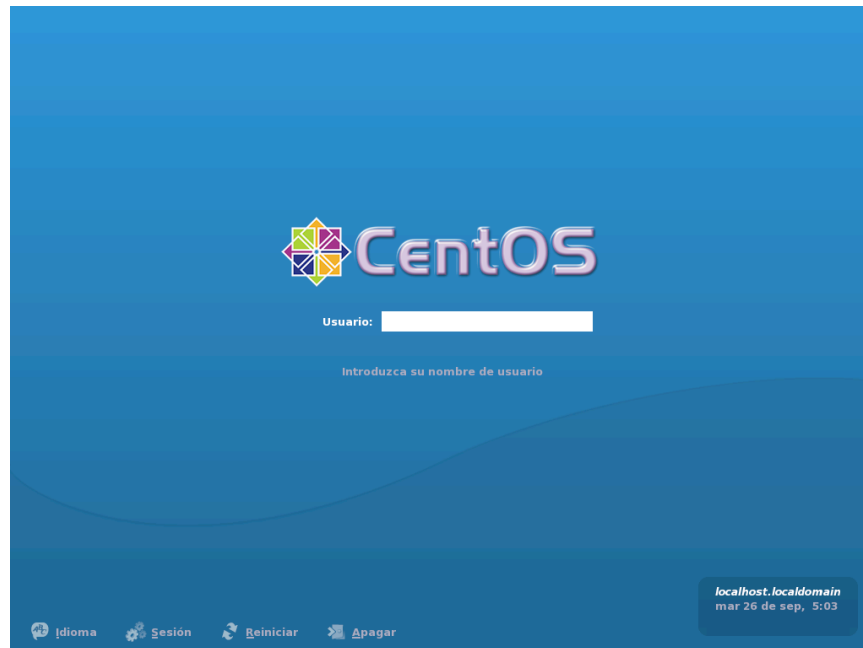 CentOS
Usuario:
Introduzca su nombre de usuario
localhost.localdomain
mar 26 de sep, 5:03
Idioma Sesión Reiniciar Apagar